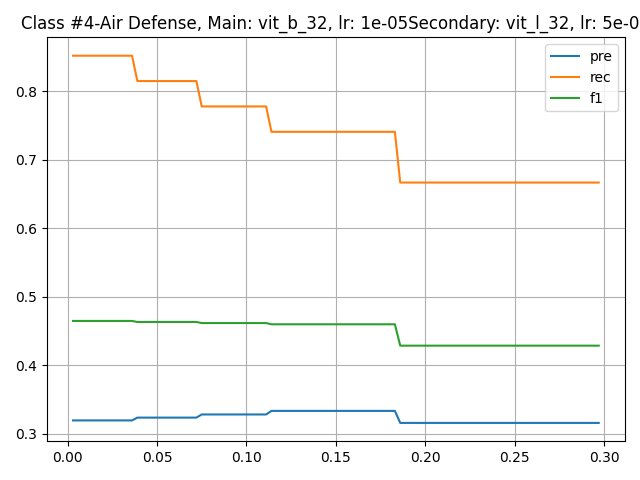 Class #4-Air Defense, Main: vit_b_32, lr: 1e-05Secondary: vit_l_32, lr: 5e-0
pre
rec
f1
0.8
0.7
0.6
0.5
0.4
0.3
0.00 0.05 0.10 0.15 0.20 0.25 0.30